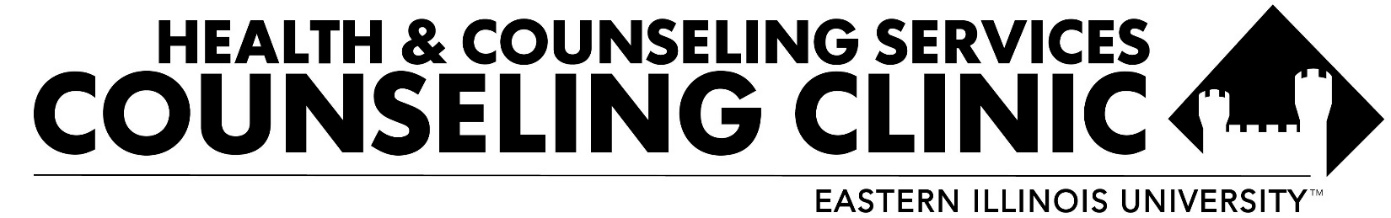 HEALTH & COUNSELING SERVICES
COUNSELING CLINIC
EASTERN ILLINOIS UNIVERSITY™